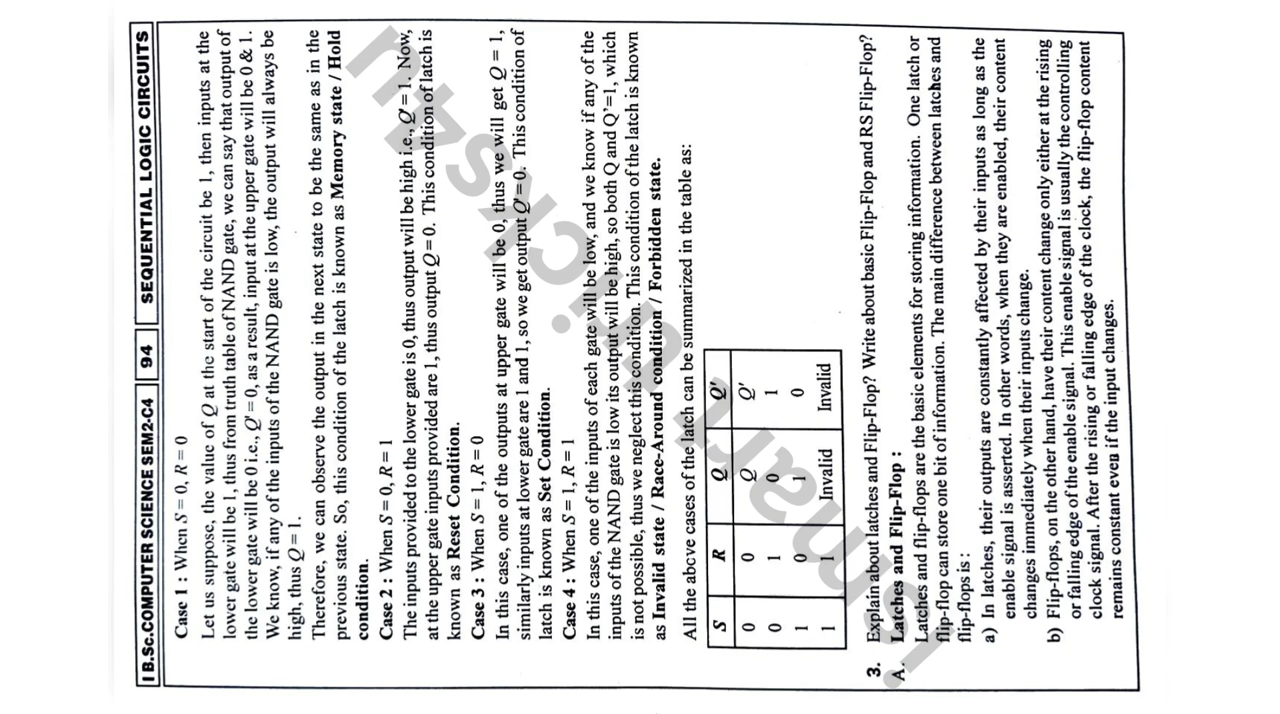 I B.Sc.COMPUTER SCIENCE SEM2-C4 94 SEQUENTIAL LOGIC CIRCUITS
Case 1 : When S = 0, R = 0
Let us suppose, the value of Q at the start of the circuit be 1, then inputs at the
lower gate will be 1, thus from truth table of NAND gate, we can say that output of
the lower gate will be 0 i.e., Q' = 0, as a result, input at the upper gate will be 0 & 1.
We know, if any of the inputs of the NAND gate is low, the output will always be
high, thus Q = 1.
Therefore, we can observe the output in the next state to be the same as in the
previous state. So, this condition of the latch is known as Memory state / Hold
condition.
Case 2 : When S = 0, R = 1
The inputs provided to the lower gate is 0, thus output will be high i.e., Q' = 1. Now,
at the upper gate inputs provided are 1, thus output Q = 0. This condition of latch is
known as Reset Condition.
Case 3 : When S = 1, R = 0
In this case, one of the outputs at upper gate will be 0, thus we will get Q = 1,
similarly inputs at lower gate are 1 and 1, so we get output Q' = 0. This condition of
latch is known as Set Condition.
Case 4 : When S = 1, R = 1
In this case, one of the inputs of each gate will be low, and we know if any of the
inputs of the NAND gate is low its output will be high, so both Q and Q'=1, which
is not possible, thus we neglect this condition. This condition of the latch is known
as Invalid state / Race-Around condition / Forbidden state.
All the above cases of the latch can be summarized in the table as:
S R Q Q'
0 0 Q Q'
0 1 0 1
1 0 1 0
1 1 Invalid Invalid
3. Explain about latches and Flip-Flop? Write about basic Flip-Flop and RS Flip-Flop?
A. Latches and Flip-Flop :
Latches and flip-flops are the basic elements for storing information. One latch or
flip-flop can store one bit of information. The main difference between latches and
flip-flops is :
a) In latches, their outputs are constantly affected by their inputs as long as the
enable signal is asserted. In other words, when they are enabled, their content
changes immediately when their inputs change.
b) Flip-flops, on the other hand, have their content change only either at the rising
or falling edge of the enable signal. This enable signal is usually the controlling
clock signal. After the rising or falling edge of the clock, the flip-flop content
remains constant even if the input changes.